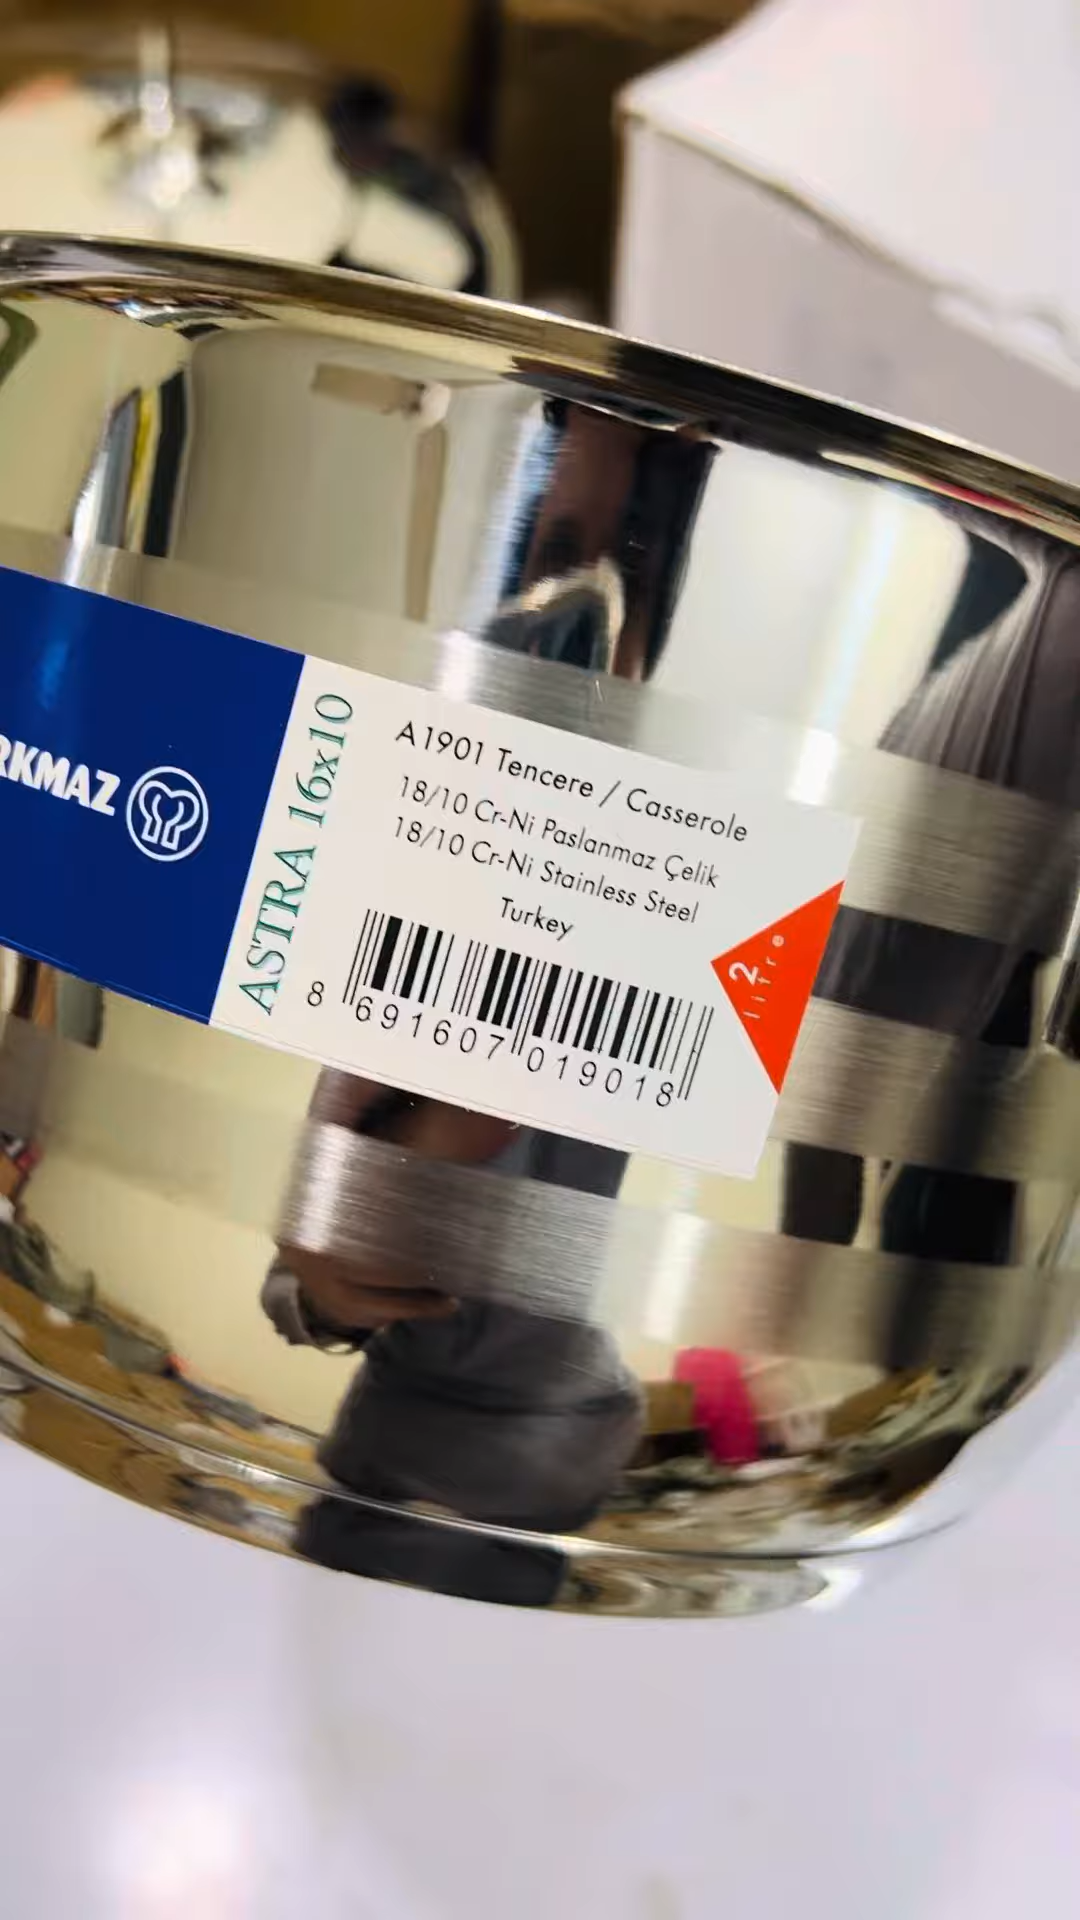 RKMAZ
ASTRA 16x10
A1901 Tencere / Casserole
18/10 Cr-Ni Paslanmaz Çelik
18/10 Cr-Ni Stainless Steel
Turkey
8 691607 019018
2
litre